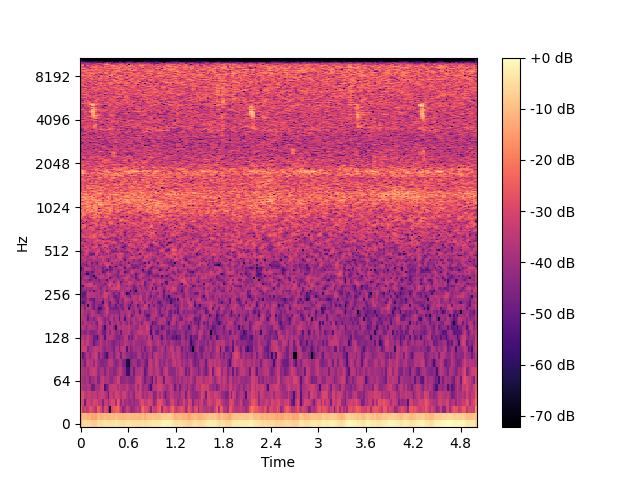 8192
4096
2048
1024
512
256
128
64
0
Hz
0 0.6 1.2 1.8 2.4 3 3.6 4.2 4.8
Time
+0 dB
-10 dB
-20 dB
-30 dB
-40 dB
-50 dB
-60 dB
-70 dB